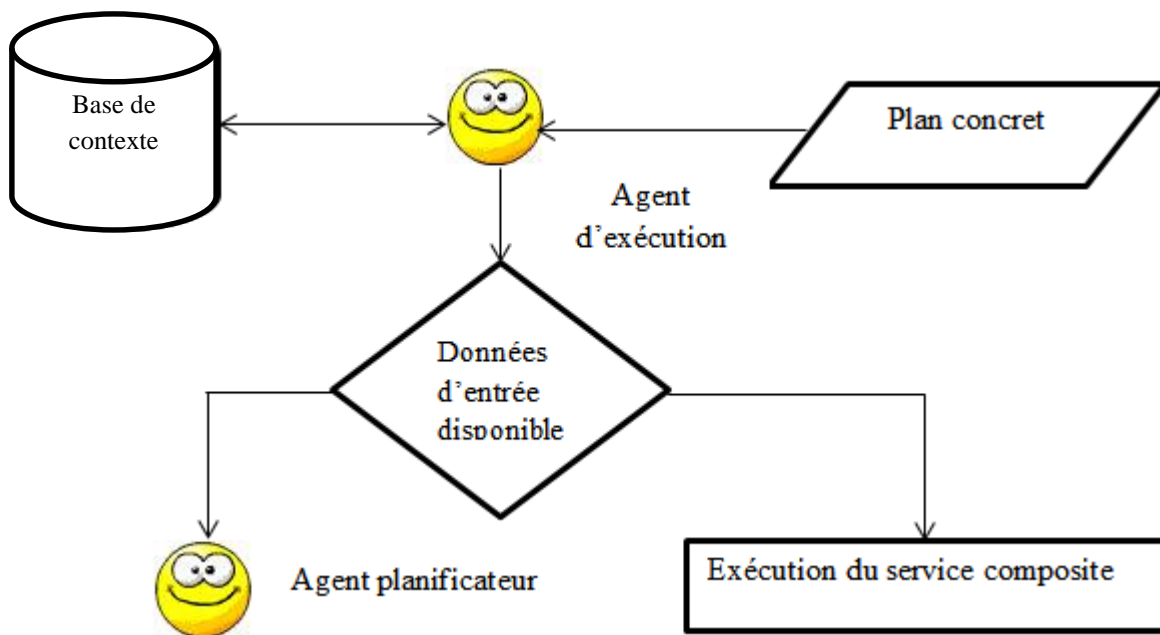 Base de
contexte
Plan concret
Agent
d'exécution
Données
d'entrée
disponible
Agent planificateur
Exécution du service composite